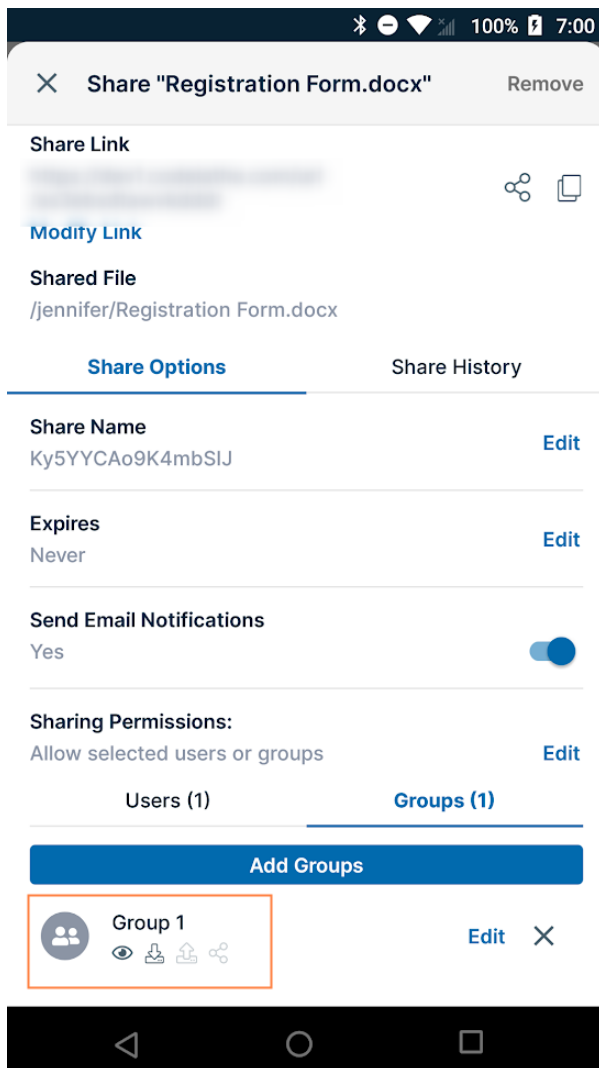 100% 7:00
Share "Registration Form.docx" Remove
Share Link
Modify Link
Shared File
/jennifer/Registration Form.docx
Share Options Share History
Share Name
Ky5YYCAo9K4mbSIJ Edit
Expires
Never Edit
Send Email Notifications
Yes
Sharing Permissions:
Allow selected users or groups Edit
Users (1) Groups (1)
Add Groups
Group 1
Edit